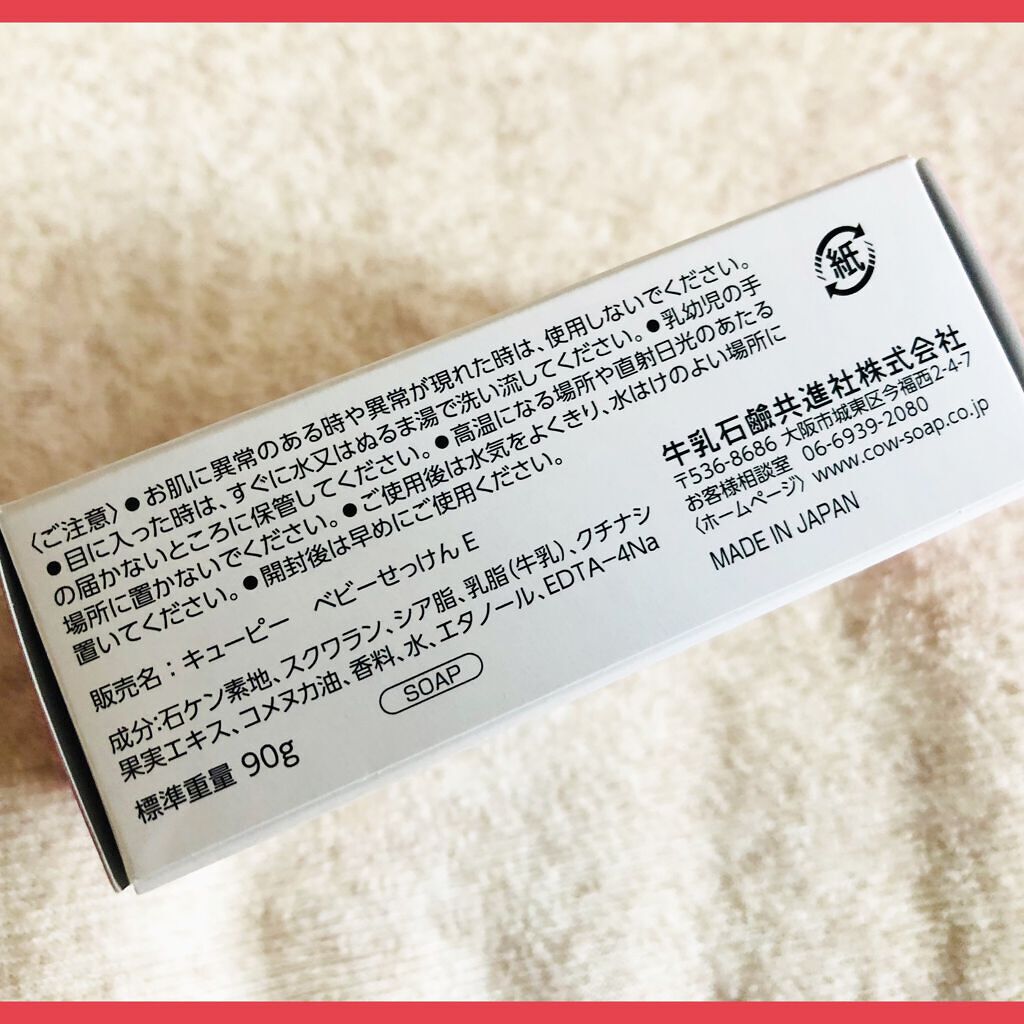 〈ご注意〉●お肌に異常のある時や異常が現れた時は、使用しないでください。
●目に入った時は、すぐに水又はぬるま湯で洗い流してください。●乳幼児の手
の届かないところに保管してください。●高温になる場所や直射日光のあたる
場所に置かないでください。●ご使用後は水気をよくきり、水はけのよい場所に
置いてください。●開封後は早めにご使用ください。
販売名：キューピー　ベビーせっけんE
成分:石ケン素地、スクワラン、シア脂、乳脂(牛乳)、クチナシ
果実エキス、コメヌカ油、香料、水、エタノール、EDTA-4Na
標準重量 90g
SOAP
紙
牛乳石鹼共進社株式会社
〒536-8686 大阪市城東区今福西2-4-7
お客様相談室 06-6939-2080
〈ホームページ〉 www.cow-soap.co.jp
MADE IN JAPAN